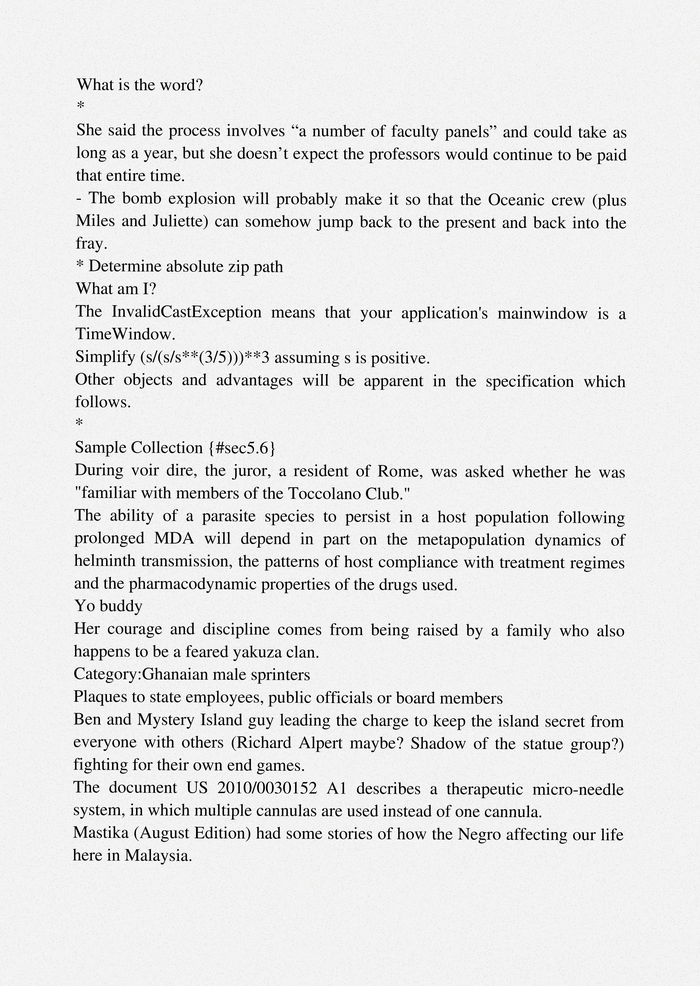 What is the word?
*
She said the process involves “a number of faculty panels” and could take as
long as a year, but she doesn’t expect the professors would continue to be paid
that entire time.
- The bomb explosion will probably make it so that the Oceanic crew (plus
Miles and Juliette) can somehow jump back to the present and back into the
fray.
* Determine absolute zip path
What am I?
The InvalidCastException means that your application's mainwindow is a
TimeWindow.
Simplify (s/(s/s**(3/5)))**3 assuming s is positive.
Other objects and advantages will be apparent in the specification which
follows.
*
Sample Collection {#sec5.6}
During voir dire, the juror, a resident of Rome, was asked whether he was
"familiar with members of the Toccolano Club."
The ability of a parasite species to persist in a host population following
prolonged MDA will depend in part on the metapopulation dynamics of
helminth transmission, the patterns of host compliance with treatment regimes
and the pharmacodynamic properties of the drugs used.
Yo buddy
Her courage and discipline comes from being raised by a family who also
happens to be a feared yakuza clan.
Category:Ghanaian male sprinters
Plaques to state employees, public officials or board members
Ben and Mystery Island guy leading the charge to keep the island secret from
everyone with others (Richard Alpert maybe? Shadow of the statue group?)
fighting for their own end games.
The document US 2010/0030152 A1 describes a therapeutic micro-needle
system, in which multiple cannulas are used instead of one cannula.
Mastika (August Edition) had some stories of how the Negro affecting our life
here in Malaysia.